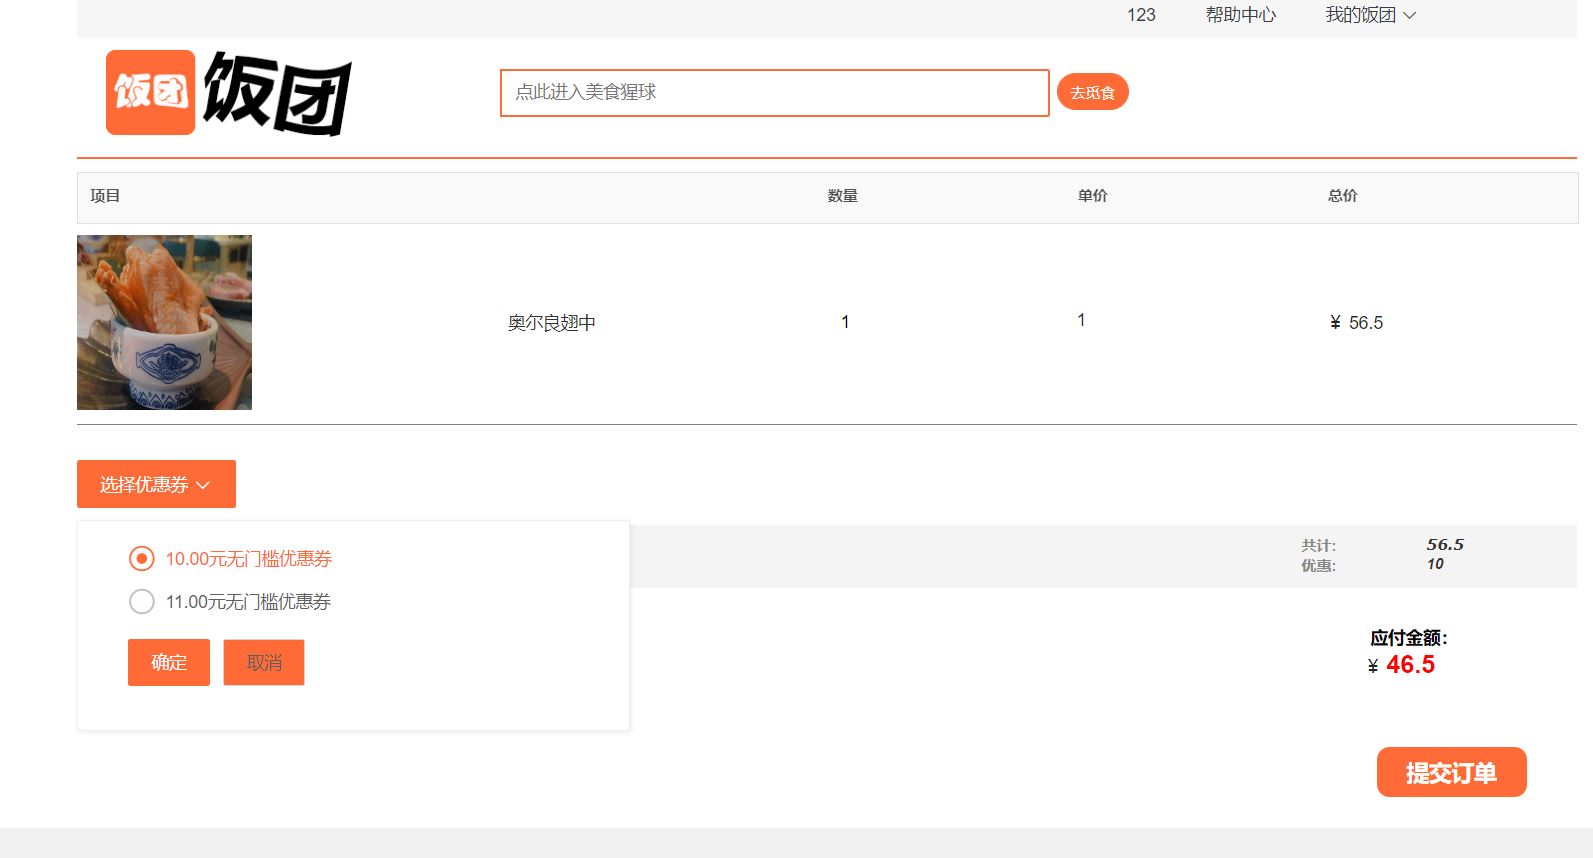 123 帮助中心 我的饭团
饭团 饭团
点此进入美食猩球 去觅食
项目 数量 单价 总价
奥尔良翅中 1 1 ¥ 56.5
选择优惠券
共计: 56.5
10.00元无门槛优惠券 优惠: 10
11.00元无门槛优惠券
应付金额:
确定 取消 ¥ 46.5
提交订单